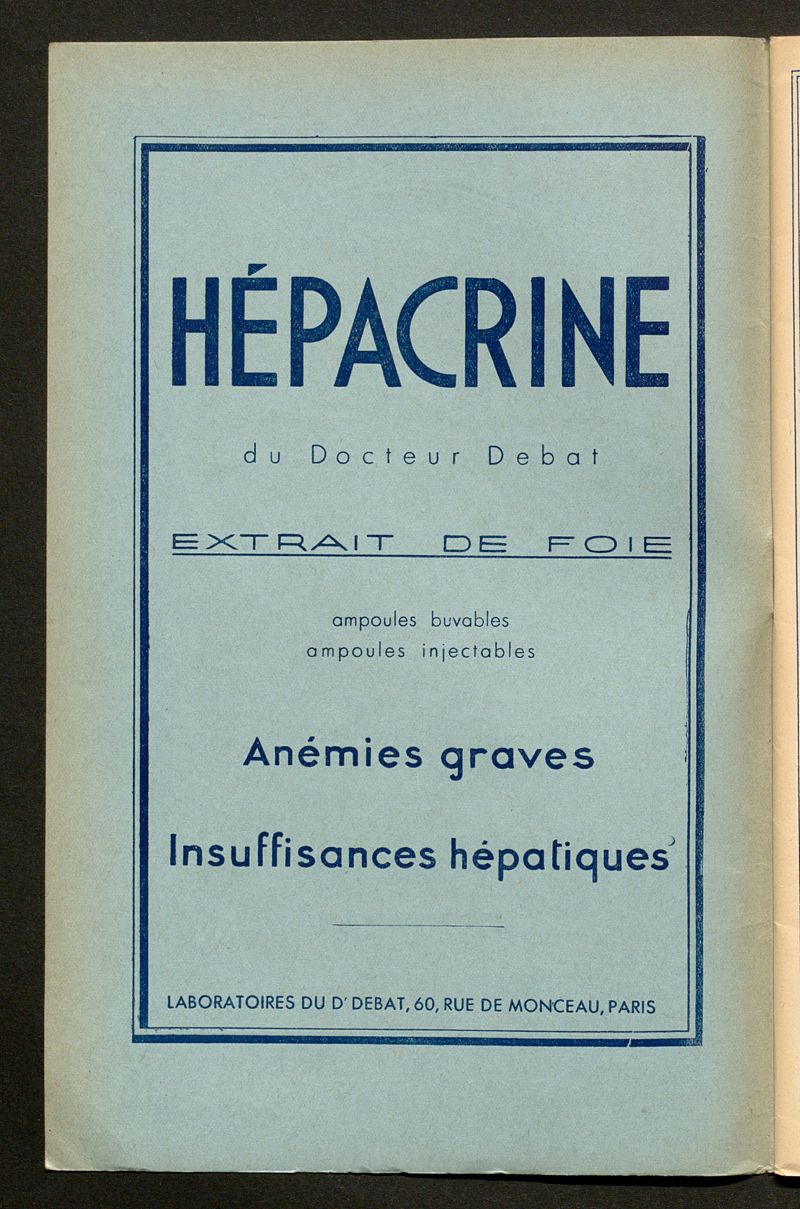 HÉPACRINE
du Docteur Debat
EXTRAIT DE FOIE
ampoules buvables
ampoules injectables
Anémies graves
Insuffisances hépatiques
LABORATOIRES DU Dʳ DEBAT, 60, RUE DE MONCEAU, PARIS